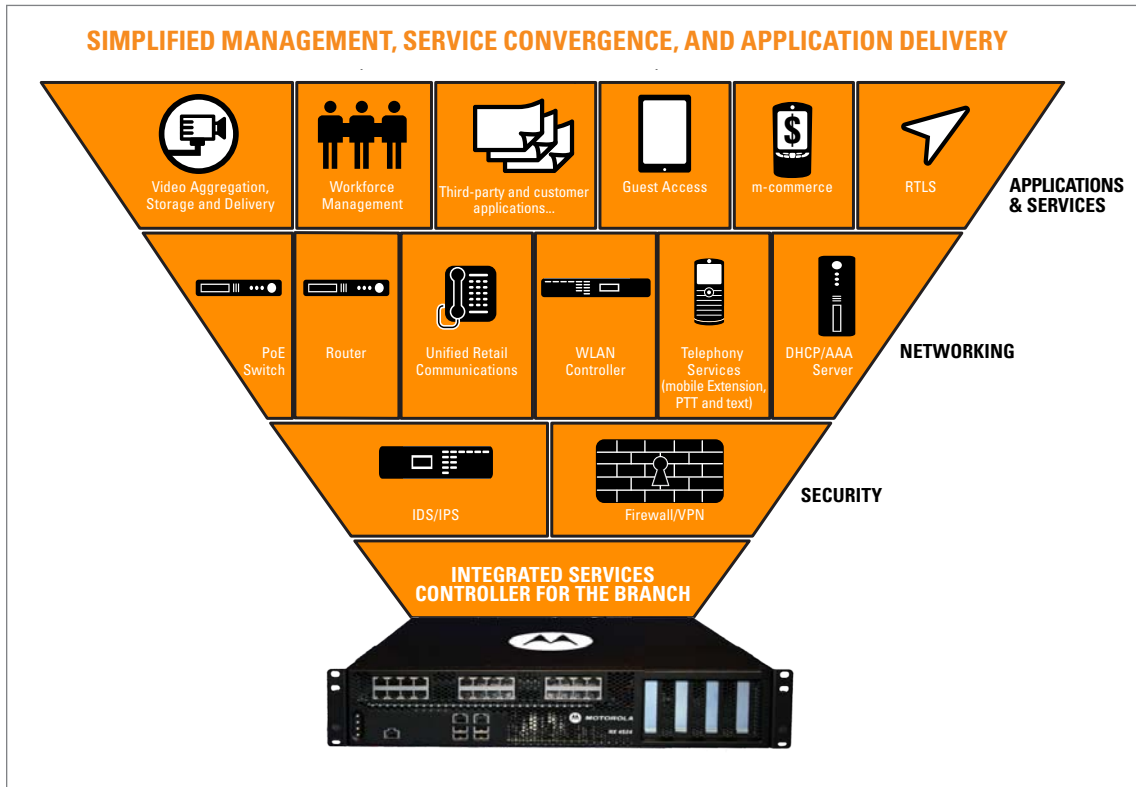 SIMPLIFIED MANAGEMENT, SERVICE CONVERGENCE, AND APPLICATION DELIVERY
Video Aggregation,
Storage and Delivery
Workforce
Management
Third-party and customer
applications...
Guest Access
$
m-commerce
RTLS
APPLICATIONS
& SERVICES
PoE
Switch
Router
Unified Retail
Communications
WLAN
Controller
Telephony
Services
(mobile Extension,
PTT and text)
DHCP/AAA
Server
NETWORKING
IDS/IPS
Firewall/VPN
SECURITY
INTEGRATED SERVICES
CONTROLLER FOR THE BRANCH
MOTOROLA